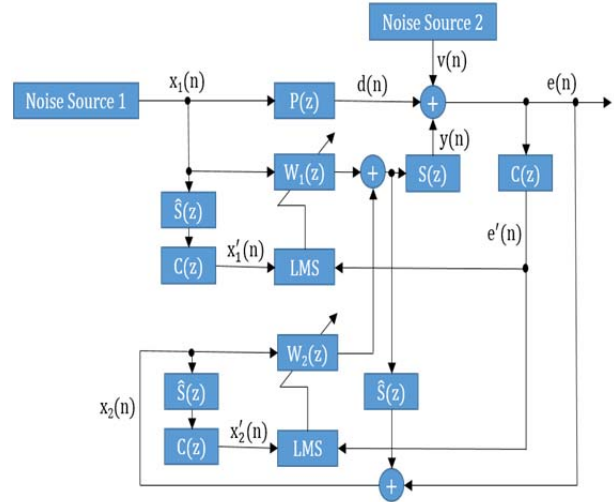 Noise Source 2
v(n)
x₁(n)
d(n)
e(n)
Noise Source 1
P(z)
+
y(n)
W₁(z)
+
S(z)
C(z)
Ŝ(z)
e′(n)
C(z)
x′₁(n)
LMS
W₂(z)
Ŝ(z)
Ŝ(z)
x₂(n)
C(z)
x′₂(n)
LMS
+